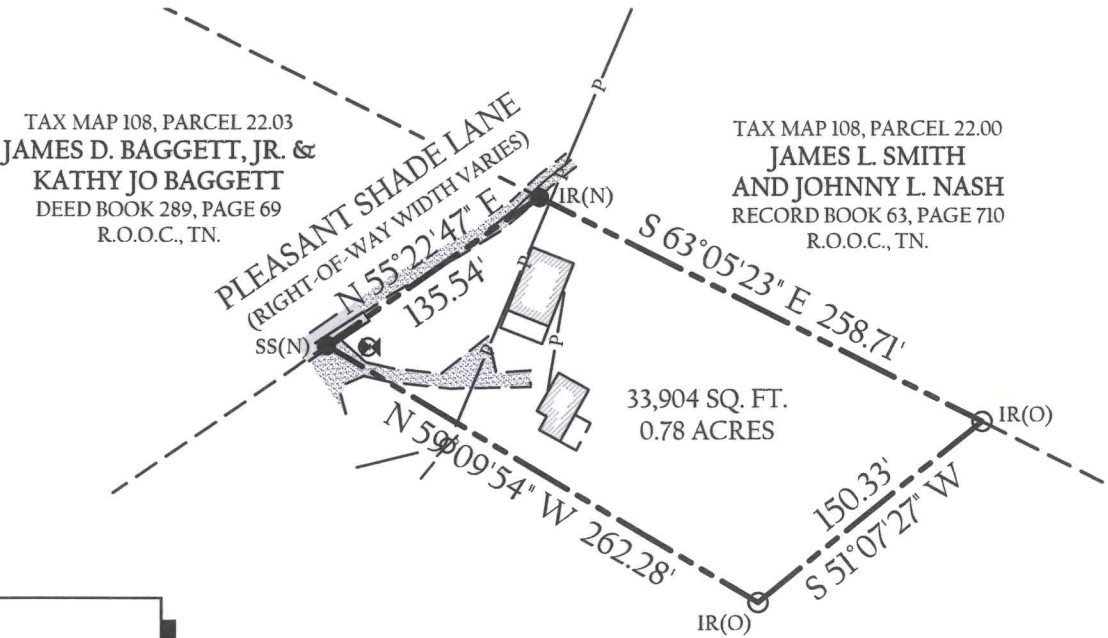 TAX MAP 108, PARCEL 22.03
JAMES D. BAGGETT, JR. &
KATHY JO BAGGETT
DEED BOOK 289, PAGE 69
R.O.O.C., TN.
PLEASANT SHADE LANE
(RIGHT-OF-WAY WIDTH VARIES)
N 55°22'47" E
135.54'
P
IR(N)
TAX MAP 108, PARCEL 22.00
JAMES L. SMITH
AND JOHNNY L. NASH
RECORD BOOK 63, PAGE 710
R.O.O.C., TN.
S 63°05'23" E 258.71'
P
SS(N)
P
P
33,904 SQ. FT.
0.78 ACRES
IR(O)
N 59°09'54" W 262.28'
150.33'
S 51°07'27" W
IR(O)